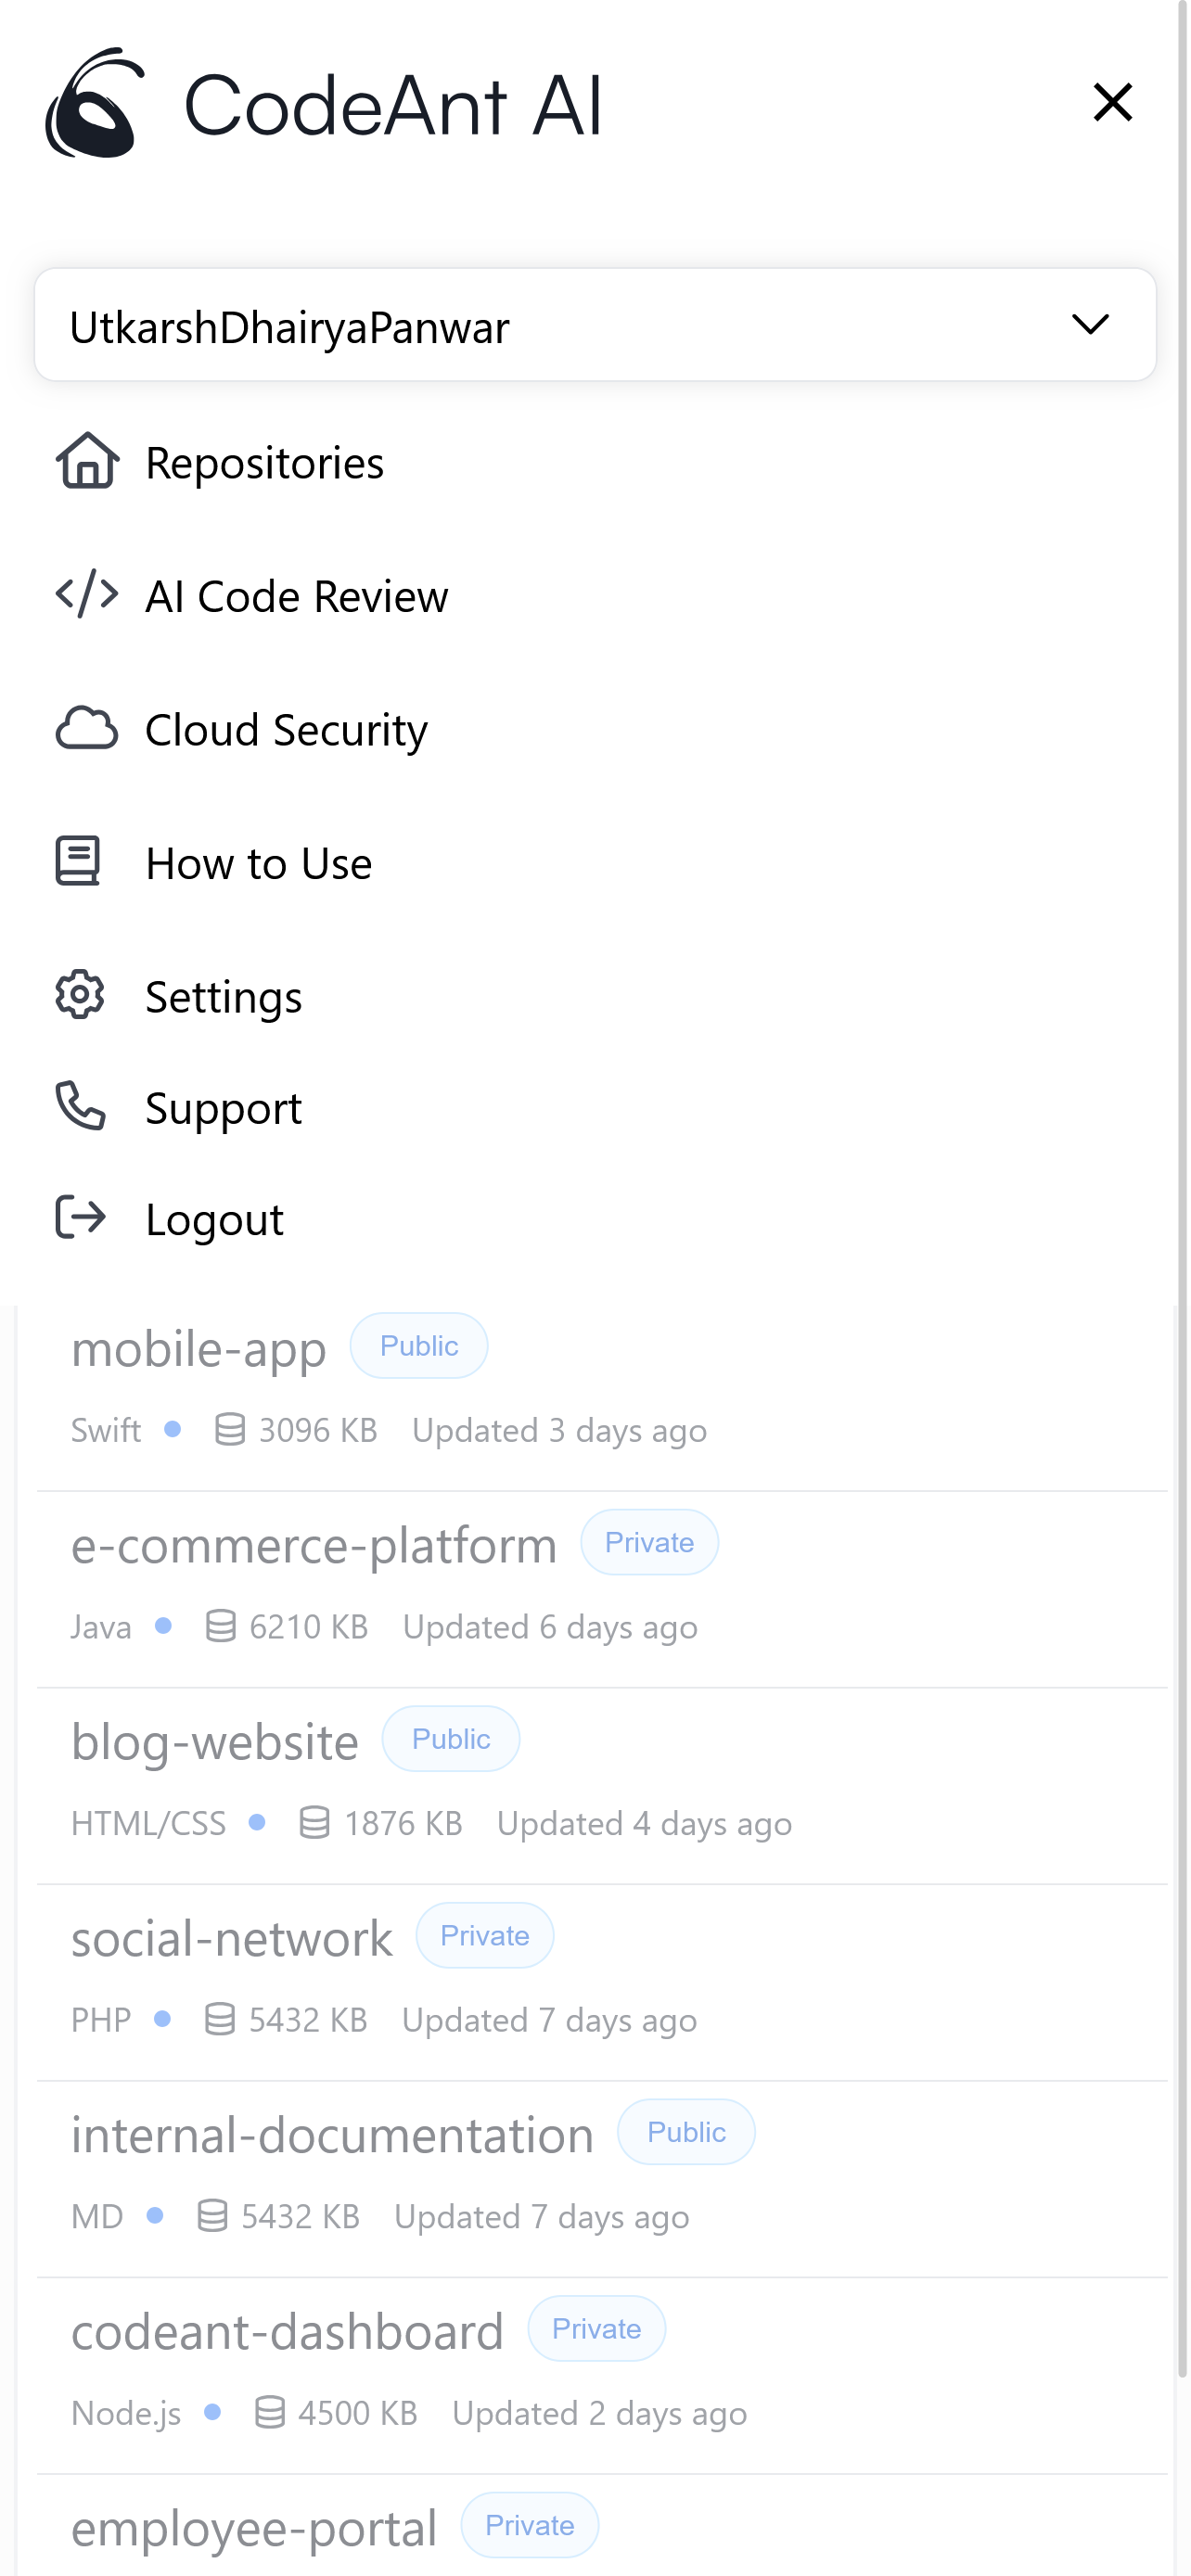 CodeAnt AI
UtkarshDhairyaPanwar
Repositories
AI Code Review
Cloud Security
How to Use
Settings
Support
Logout
mobile-app Public
Swift 3096 KB Updated 3 days ago
e-commerce-platform Private
Java 6210 KB Updated 6 days ago
blog-website Public
HTML/CSS 1876 KB Updated 4 days ago
social-network Private
PHP 5432 KB Updated 7 days ago
internal-documentation Public
MD 5432 KB Updated 7 days ago
codeant-dashboard Private
Node.js 4500 KB Updated 2 days ago
employee-portal Private